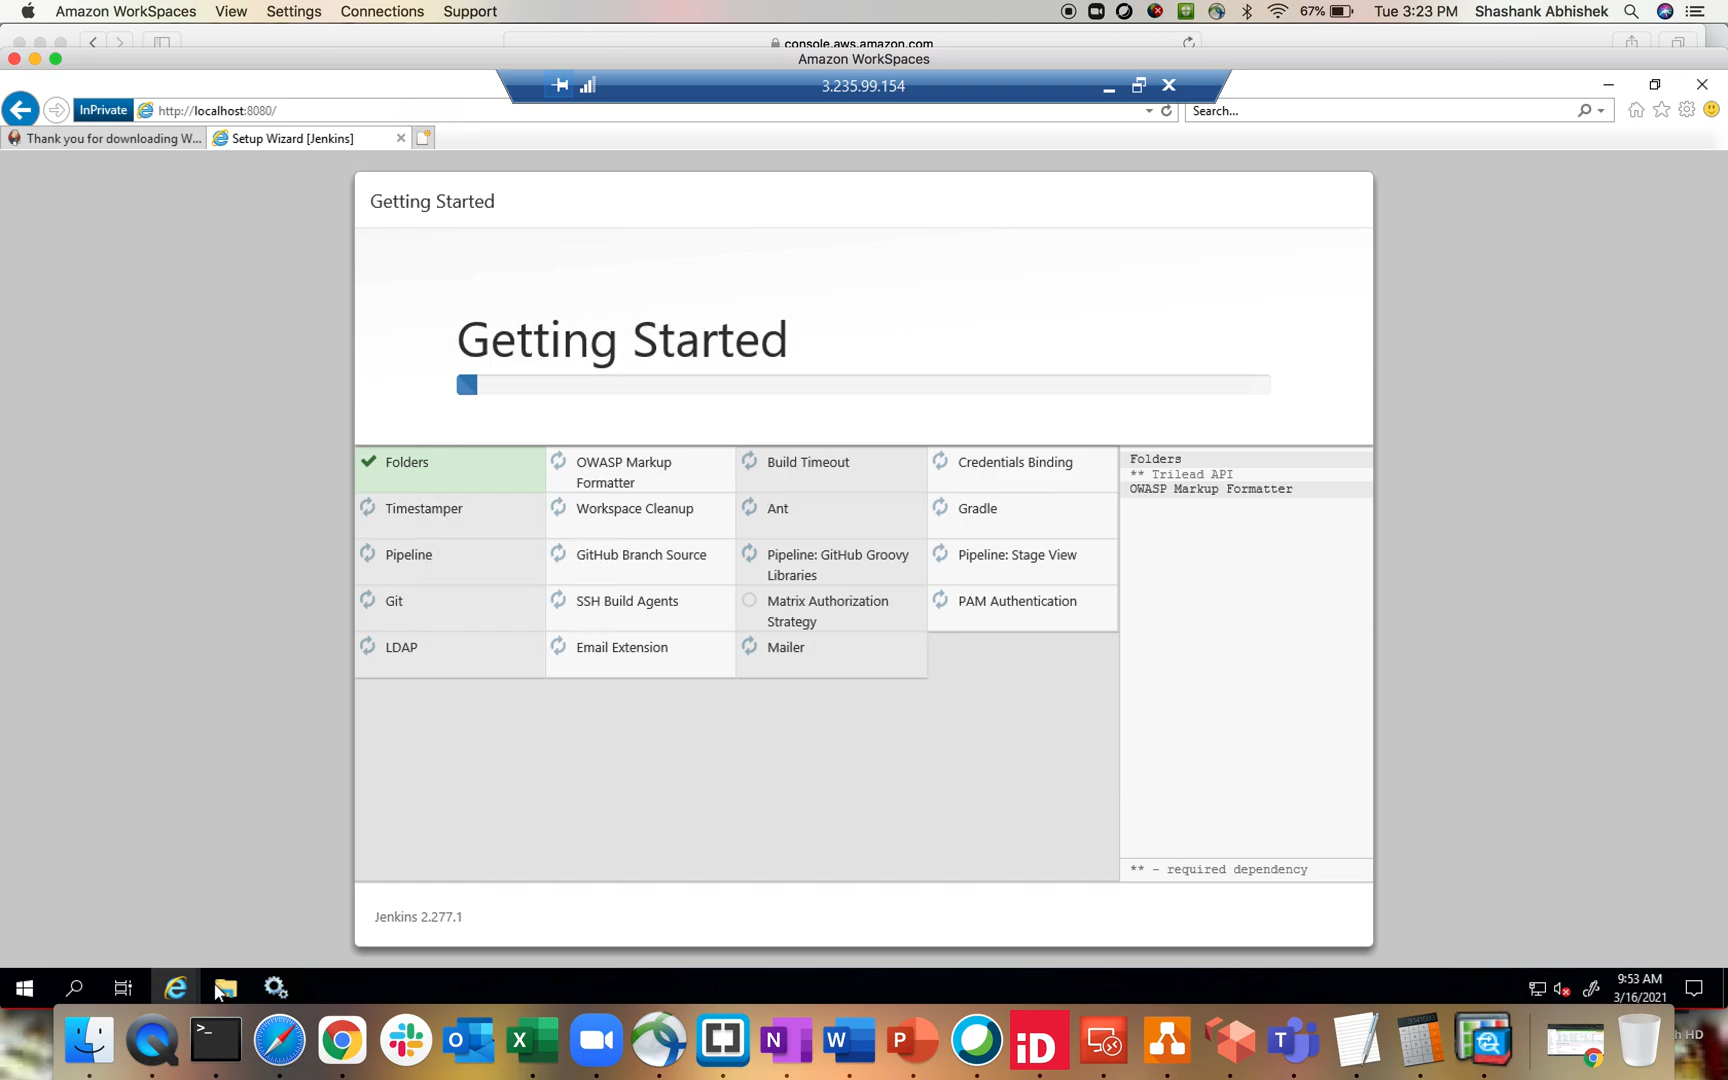 Amazon WorkSpaces View Settings Connections Support 67% Tue 3:23 PM Shashank Abhishek
console.aws.amazon.com
Amazon WorkSpaces
3.235.99.154
InPrivate http://localhost:8080/ Search...
Thank you for downloading W... Setup Wizard [Jenkins]
Getting Started
Getting Started
Folders
OWASP Markup
Formatter
Build Timeout
Credentials Binding
Timestamper
Workspace Cleanup
Ant
Gradle
Pipeline
GitHub Branch Source
Pipeline: GitHub Groovy
Libraries
Pipeline: Stage View
Git
SSH Build Agents
Matrix Authorization
Strategy
PAM Authentication
LDAP
Email Extension
Mailer
Folders
** Trilead API
OWASP Markup Formatter
** - required dependency
Jenkins 2.277.1
9:53 AM
3/16/2021